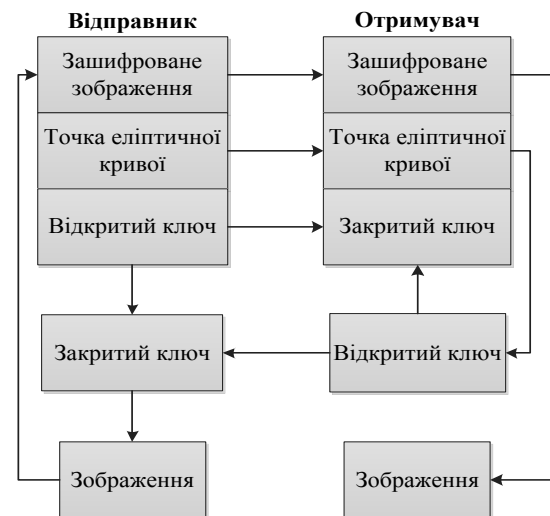 Відправник
Отримувач
Зашифроване
зображення
Зашифроване
зображення
Точка еліптичної
кривої
Точка еліптичної
кривої
Відкритий ключ
Закритий ключ
Закритий ключ
Відкритий ключ
Зображення
Зображення